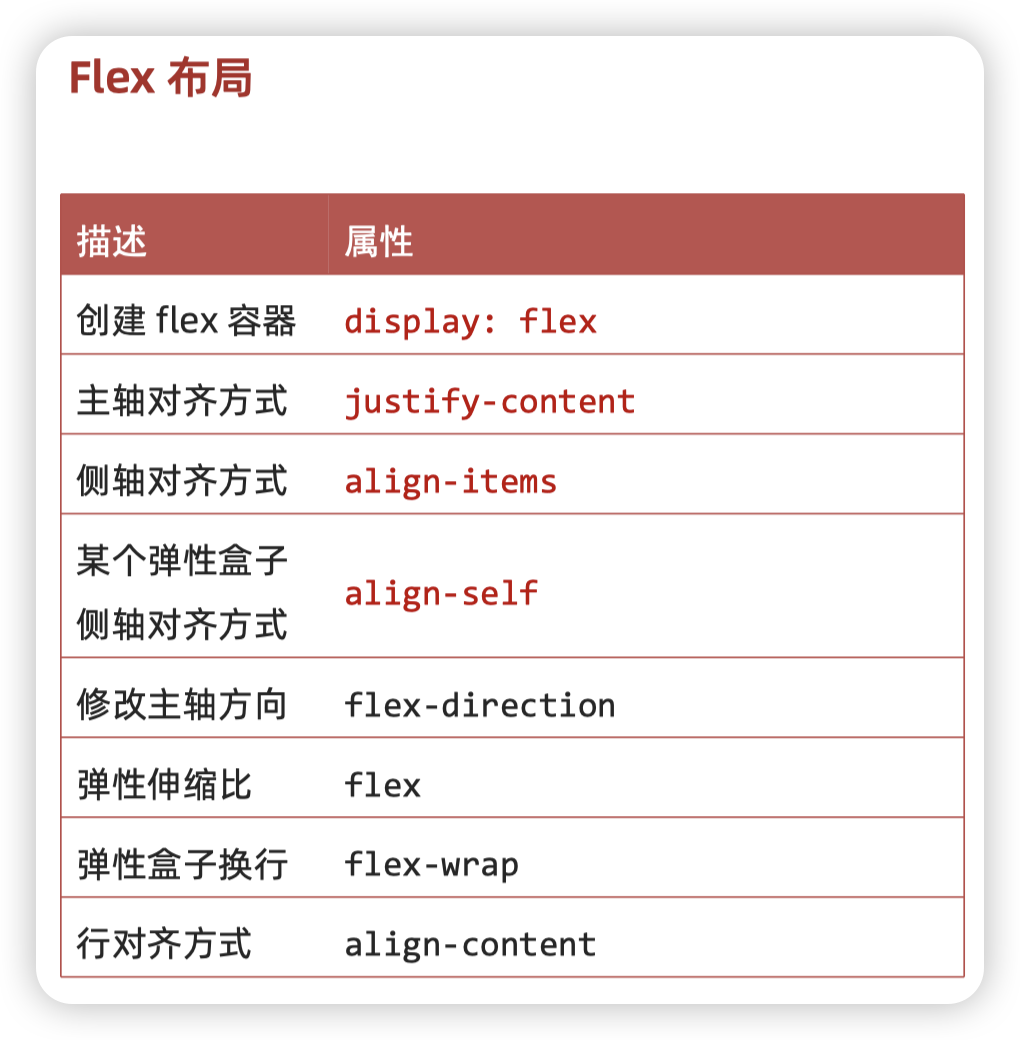 Flex 布局
描述 属性
创建 flex 容器 display: flex
主轴对齐方式 justify-content
侧轴对齐方式 align-items
某个弹性盒子
侧轴对齐方式 align-self
修改主轴方向 flex-direction
弹性伸缩比 flex
弹性盒子换行 flex-wrap
行对齐方式 align-content